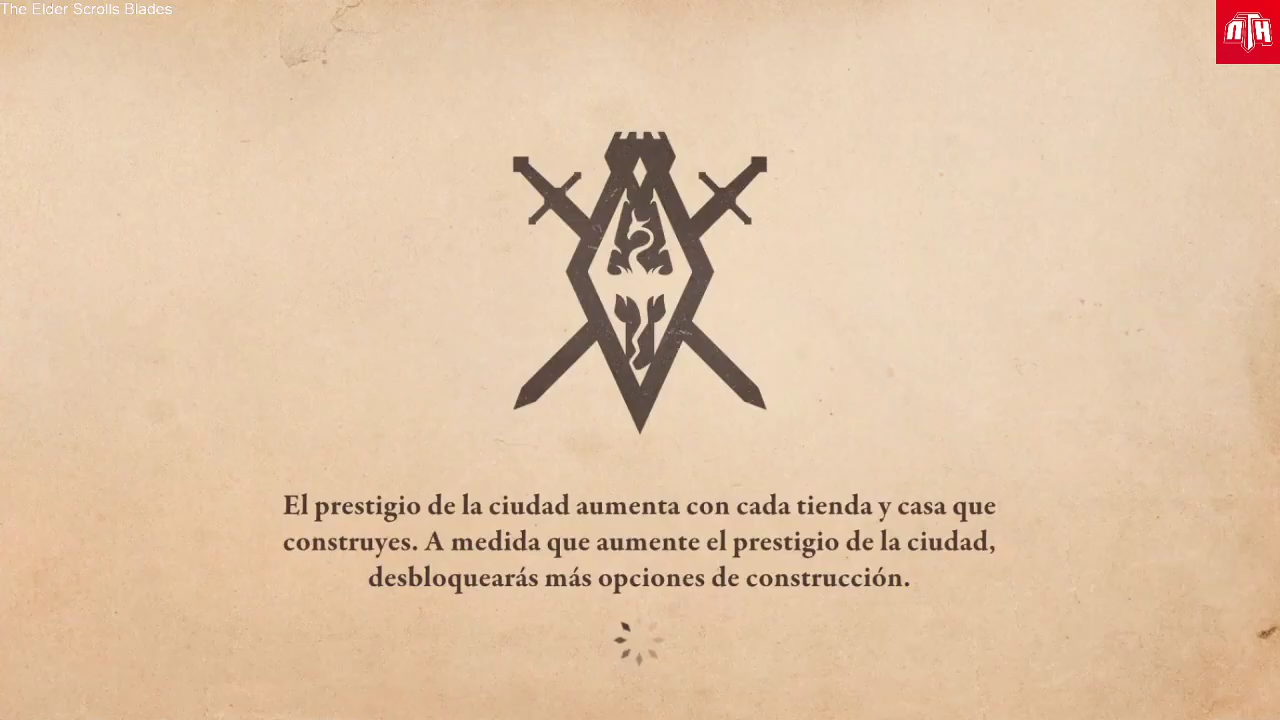 The Elder Scrolls Blades
NTH
El prestigio de la ciudad aumenta con cada tienda y casa que
construyes. A medida que aumente el prestigio de la ciudad,
desbloquearás más opciones de construcción.